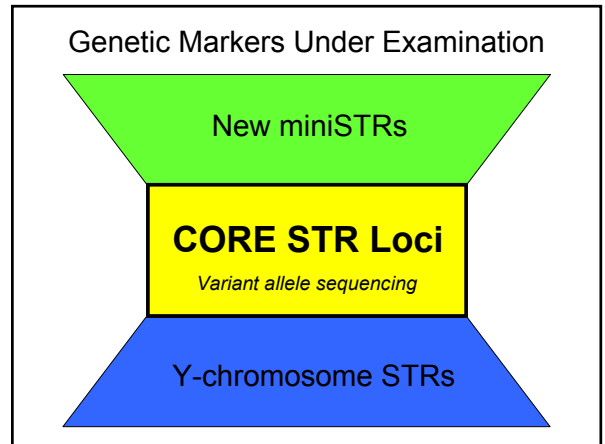 Genetic Markers Under Examination
New miniSTRs
CORE STR Loci
Variant allele sequencing
Y-chromosome STRs